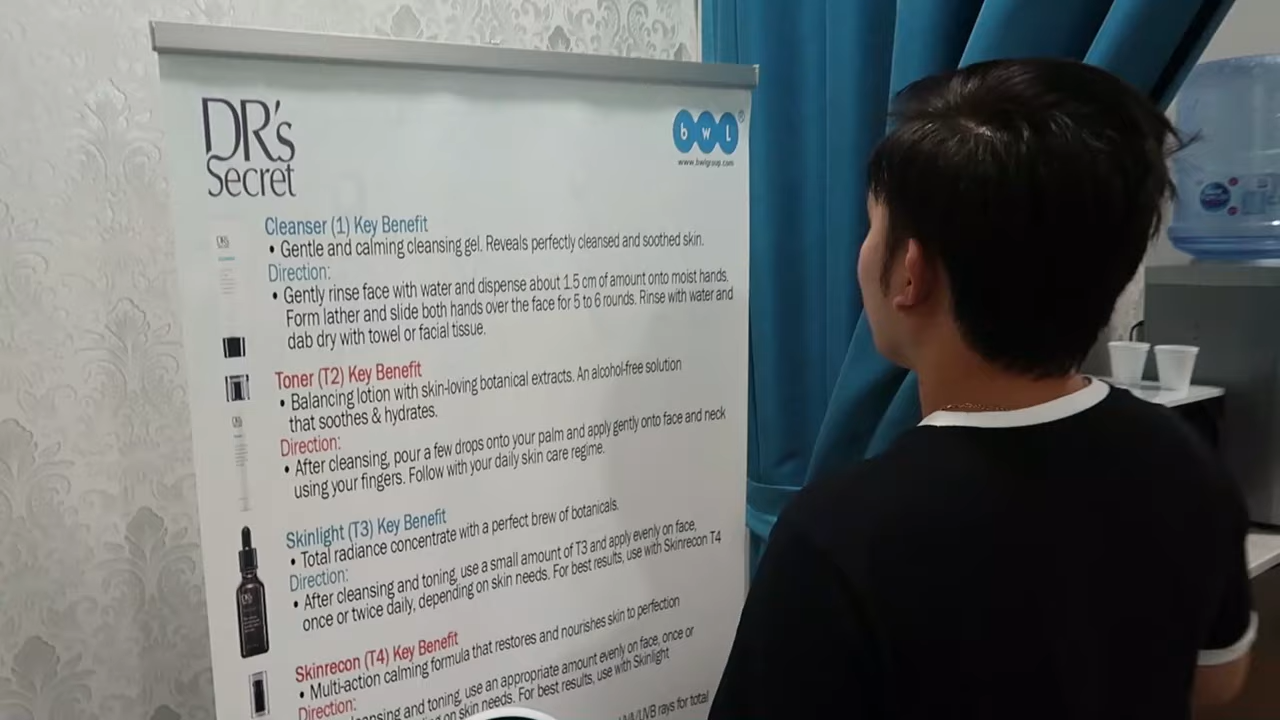 DR's
Secret
bwl®
www.bwlgroup.com
Cleanser (1) Key Benefit
• Gentle and calming cleansing gel. Reveals perfectly cleansed and soothed skin.
Direction:
• Gently rinse face with water and dispense about 1.5 cm of amount onto moist hands.
Form lather and slide both hands over the face for 5 to 6 rounds. Rinse with water and
dab dry with towel or facial tissue.
Toner (T2) Key Benefit
• Balancing lotion with skin-loving botanical extracts. An alcohol-free solution
that soothes & hydrates.
Direction:
• After cleansing, pour a few drops onto your palm and apply gently onto face and neck
using your fingers. Follow with your daily skin care regime.
Skinlight (T3) Key Benefit
• Total radiance concentrate with a perfect brew of botanicals.
Direction:
• After cleansing and toning, use a small amount of T3 and apply evenly on face,
once or twice daily, depending on skin needs. For best results, use with Skinrecon T4
Skinrecon (T4) Key Benefit
• Multi-action calming formula that restores and nourishes skin to perfection
Direction:
and toning, use an appropriate amount evenly on face, once or
on skin needs. For best results, use with Skinlight
rays for total